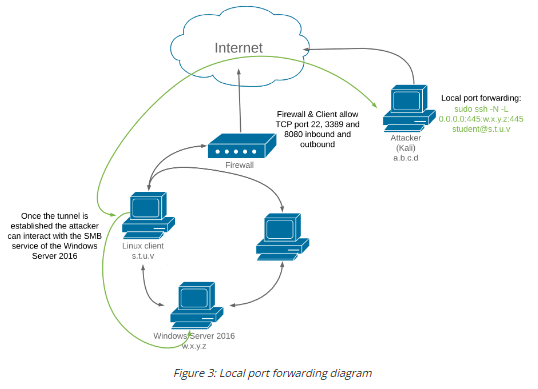 Internet
Local port forwarding:
sudo ssh -N -L
0.0.0.0:445:w.x.y.z:445
student@s.t.u.v
Attacker
(Kali)
a.b.c.d
Firewall & Client allow
TCP port 22, 3389 and
8080 inbound and
outbound
Firewall
Once the tunnel is
established the attacker
can interact with the SMB
service of the Windows
Server 2016
Linux client
s.t.u.v
Windows Server 2016
w.x.y.z
Figure 3: Local port forwarding diagram